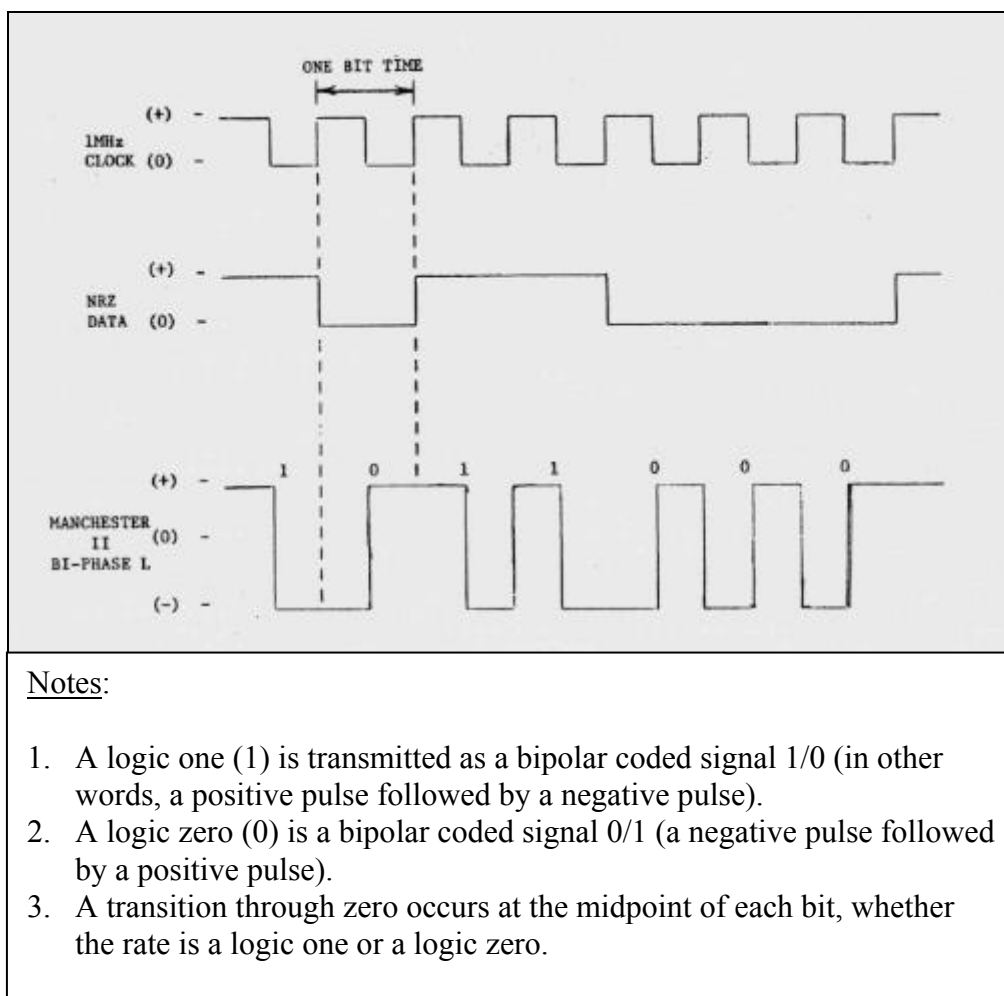 ONE BIT TIME
(+) -
1MHz
CLOCK (0) -
(+) -
NRZ
DATA (0) -
1 0 1 1 0 0 0
(+) -
MANCHESTER
II (0) -
BI-PHASE L
(-) -
Notes:
1. A logic one (1) is transmitted as a bipolar coded signal 1/0 (in other
words, a positive pulse followed by a negative pulse).
2. A logic zero (0) is a bipolar coded signal 0/1 (a negative pulse followed
by a positive pulse).
3. A transition through zero occurs at the midpoint of each bit, whether
the rate is a logic one or a logic zero.